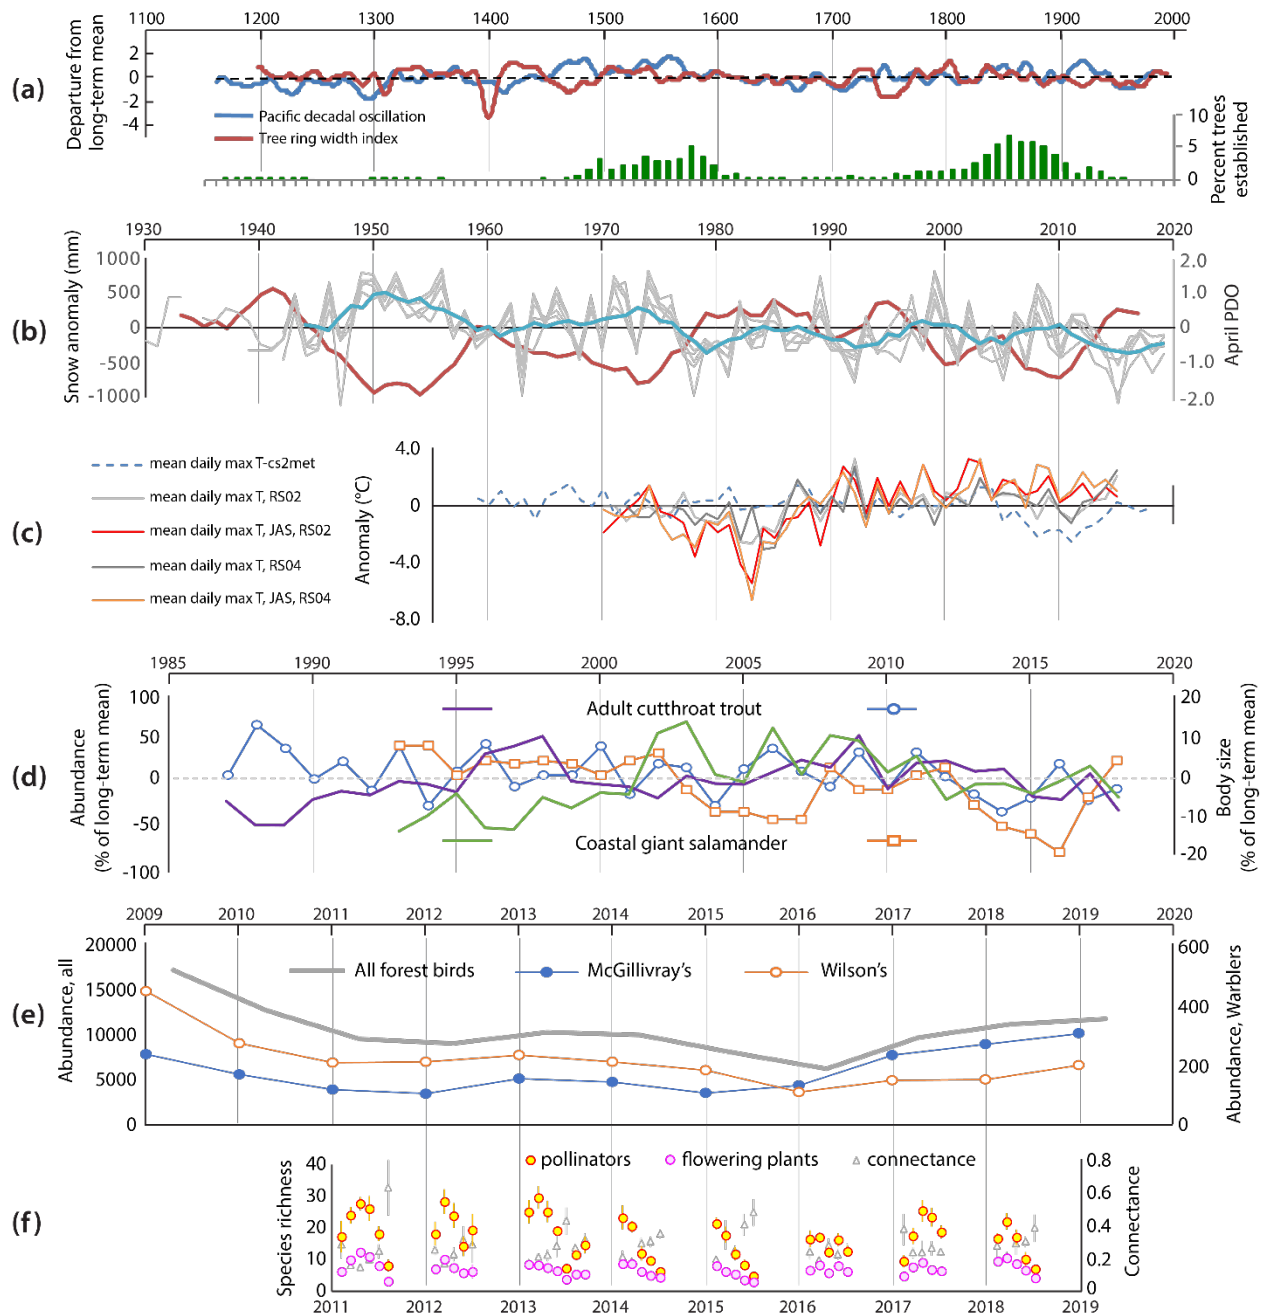 1100 1200 1300 1400 1500 1600 1700 1800 1900 2000
(a)
Departure from
long-term mean
2
0
-2
-4
Pacific decadal oscillation
Tree ring width index
10
5
0
Percent trees
established
1930 1940 1950 1960 1970 1980 1990 2000 2010 2020
(b)
Snow anomaly (mm)
1000
500
0
-500
-1000
2.0
1.0
0
-1.0
-2.0
April PDO
(c)
mean daily max T-cs2met
mean daily max T, RS02
mean daily max T, JAS, RS02
mean daily max T, RS04
mean daily max T, JAS, RS04
Anomaly (°C)
4.0
0
-4.0
-8.0
1985 1990 1995 2000 2005 2010 2015 2020
(d)
Abundance
(% of long-term mean)
100
50
0
-50
-100
Adult cutthroat trout
Coastal giant salamander
20
10
0
-10
-20
Body size
(% of long-term mean)
2009 2010 2011 2012 2013 2014 2015 2016 2017 2018 2019 2020
(e)
Abundance, all
20000
15000
10000
5000
0
All forest birds McGillivray's Wilson's
600
400
200
0
Abundance, Warblers
(f)
Species richness
40
30
20
10
0
pollinators flowering plants connectance
0.8
0.6
0.4
0.2
0
Connectance
2011 2012 2013 2014 2015 2016 2017 2018 2019